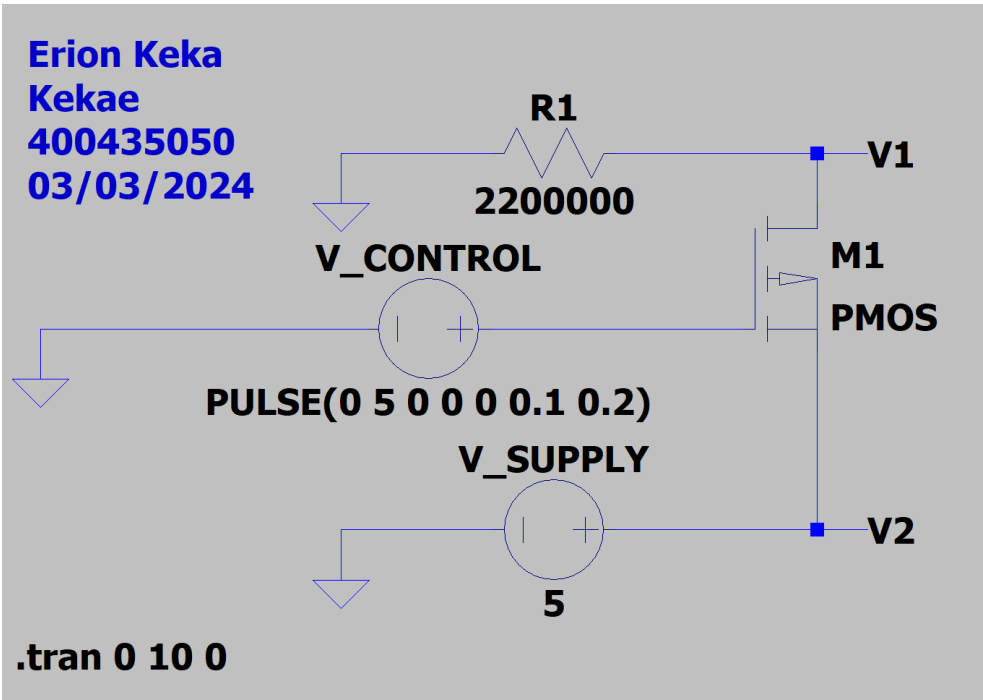 Erion Keka
Kekae
400435050
03/03/2024
R1
V1
2200000
V_CONTROL
M1
PMOS
PULSE(0 5 0 0 0 0.1 0.2)
V_SUPPLY
V2
5
.tran 0 10 0